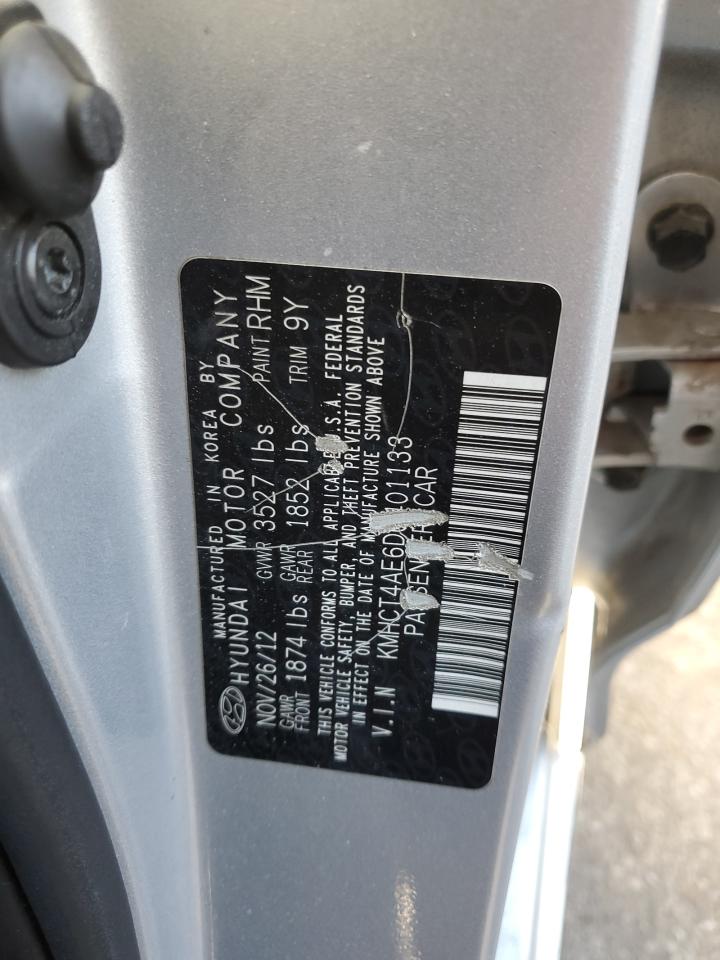 MANUFACTURED IN KOREA BY
HYUNDAI MOTOR COMPANY
NOV/26/12 GVWR 3527 lbs PAINT RHM
GAWR FRONT 1874 lbs GAWR REAR 1852 lbs TRIM 9Y
THIS VEHICLE CONFORMS TO ALL APPLICABLE U.S.A. FEDERAL
MOTOR VEHICLE SAFETY, BUMPER, AND THEFT PREVENTION STANDARDS
IN EFFECT ON THE DATE OF MANUFACTURE SHOWN ABOVE
V.I.N
PASSENGER CAR